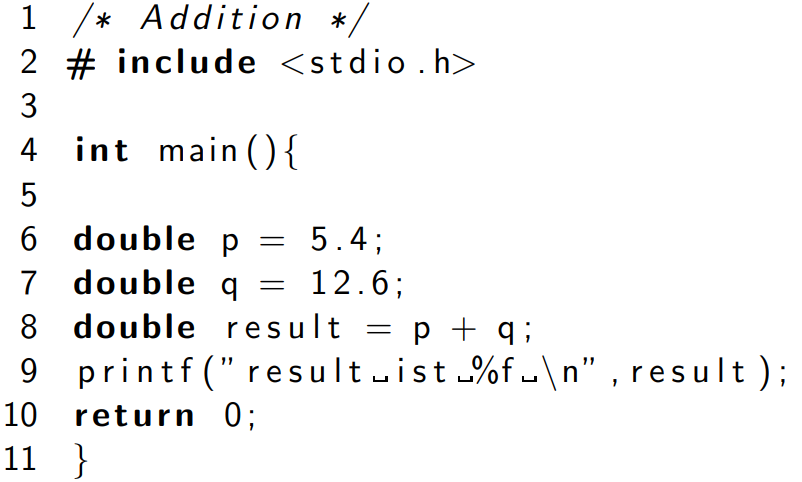 1 /* Addition */
2 # include <stdio.h>
3
4 int main(){
5
6 double p = 5.4;
7 double q = 12.6;
8 double result = p + q;
9 printf("result␣ist␣%f␣\n",result);
10 return 0;
11 }